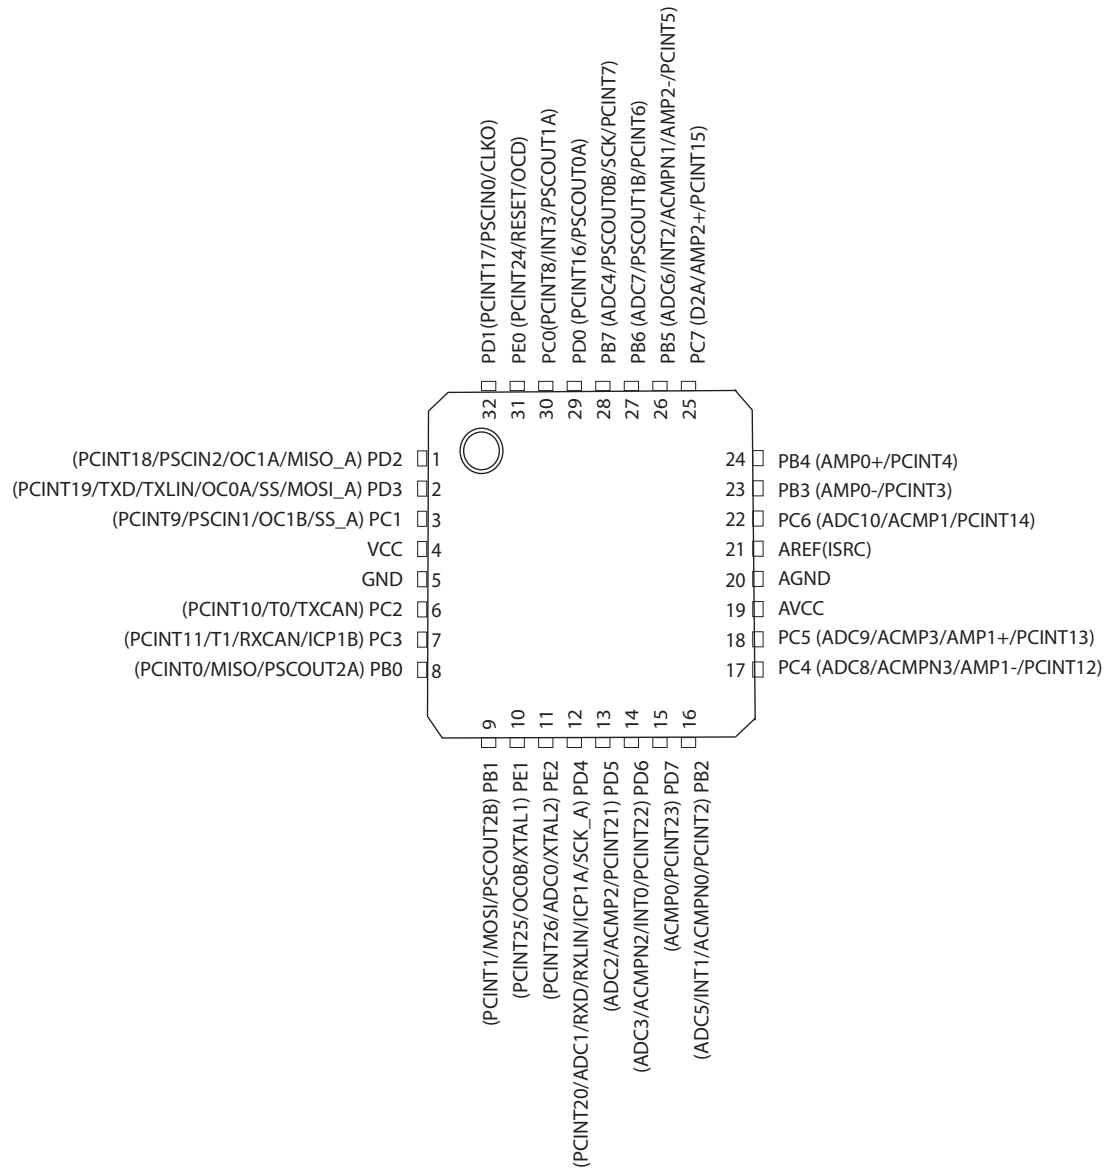 PD1(PCINT17/PSCIN0/CLKO)
PE0 (PCINT24/RESET/OCD)
PC0(PCINT8/INT3/PSCOUT1A)
PD0 (PCINT16/PSCOUT0A)
PB7 (ADC4/PSCOUT0B/SCK/PCINT7)
PB6 (ADC7/PSCOUT1B/PCINT6)
PB5 (ADC6/INT2/ACMPN1/AMP2-/PCINT5)
PC7 (D2A/AMP2+/PCINT15)
32
31
30
29
28
27
26
25
(PCINT18/PSCIN2/OC1A/MISO_A) PD2 1
(PCINT19/TXD/TXLIN/OC0A/SS/MOSI_A) PD3 2
(PCINT9/PSCIN1/OC1B/SS_A) PC1 3
VCC 4
GND 5
(PCINT10/T0/TXCAN) PC2 6
(PCINT11/T1/RXCAN/ICP1B) PC3 7
(PCINT0/MISO/PSCOUT2A) PB0 8
24 PB4 (AMP0+/PCINT4)
23 PB3 (AMP0-/PCINT3)
22 PC6 (ADC10/ACMP1/PCINT14)
21 AREF(ISRC)
20 AGND
19 AVCC
18 PC5 (ADC9/ACMP3/AMP1+/PCINT13)
17 PC4 (ADC8/ACMPN3/AMP1-/PCINT12)
9
10
11
12
13
14
15
16
(PCINT1/MOSI/PSCOUT2B) PB1
(PCINT25/OC0B/XTAL1) PE1
(PCINT26/ADC0/XTAL2) PE2
(PCINT20/ADC1/RXD/RXLIN/ICP1A/SCK_A) PD4
(ADC2/ACMP2/PCINT21) PD5
(ADC3/ACMPN2/INT0/PCINT22) PD6
(ACMP0/PCINT23) PD7
(ADC5/INT1/ACMPN0/PCINT2) PB2